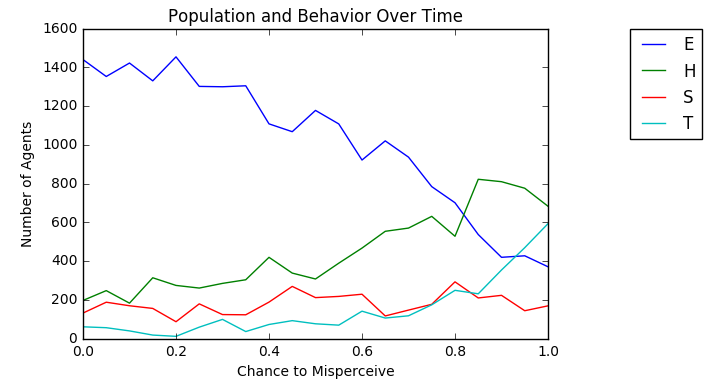 Population and Behavior Over Time
1600
1400
1200
1000
800
600
400
200
0
Number of Agents
0.0 0.2 0.4 0.6 0.8 1.0
Chance to Misperceive
E
H
S
T